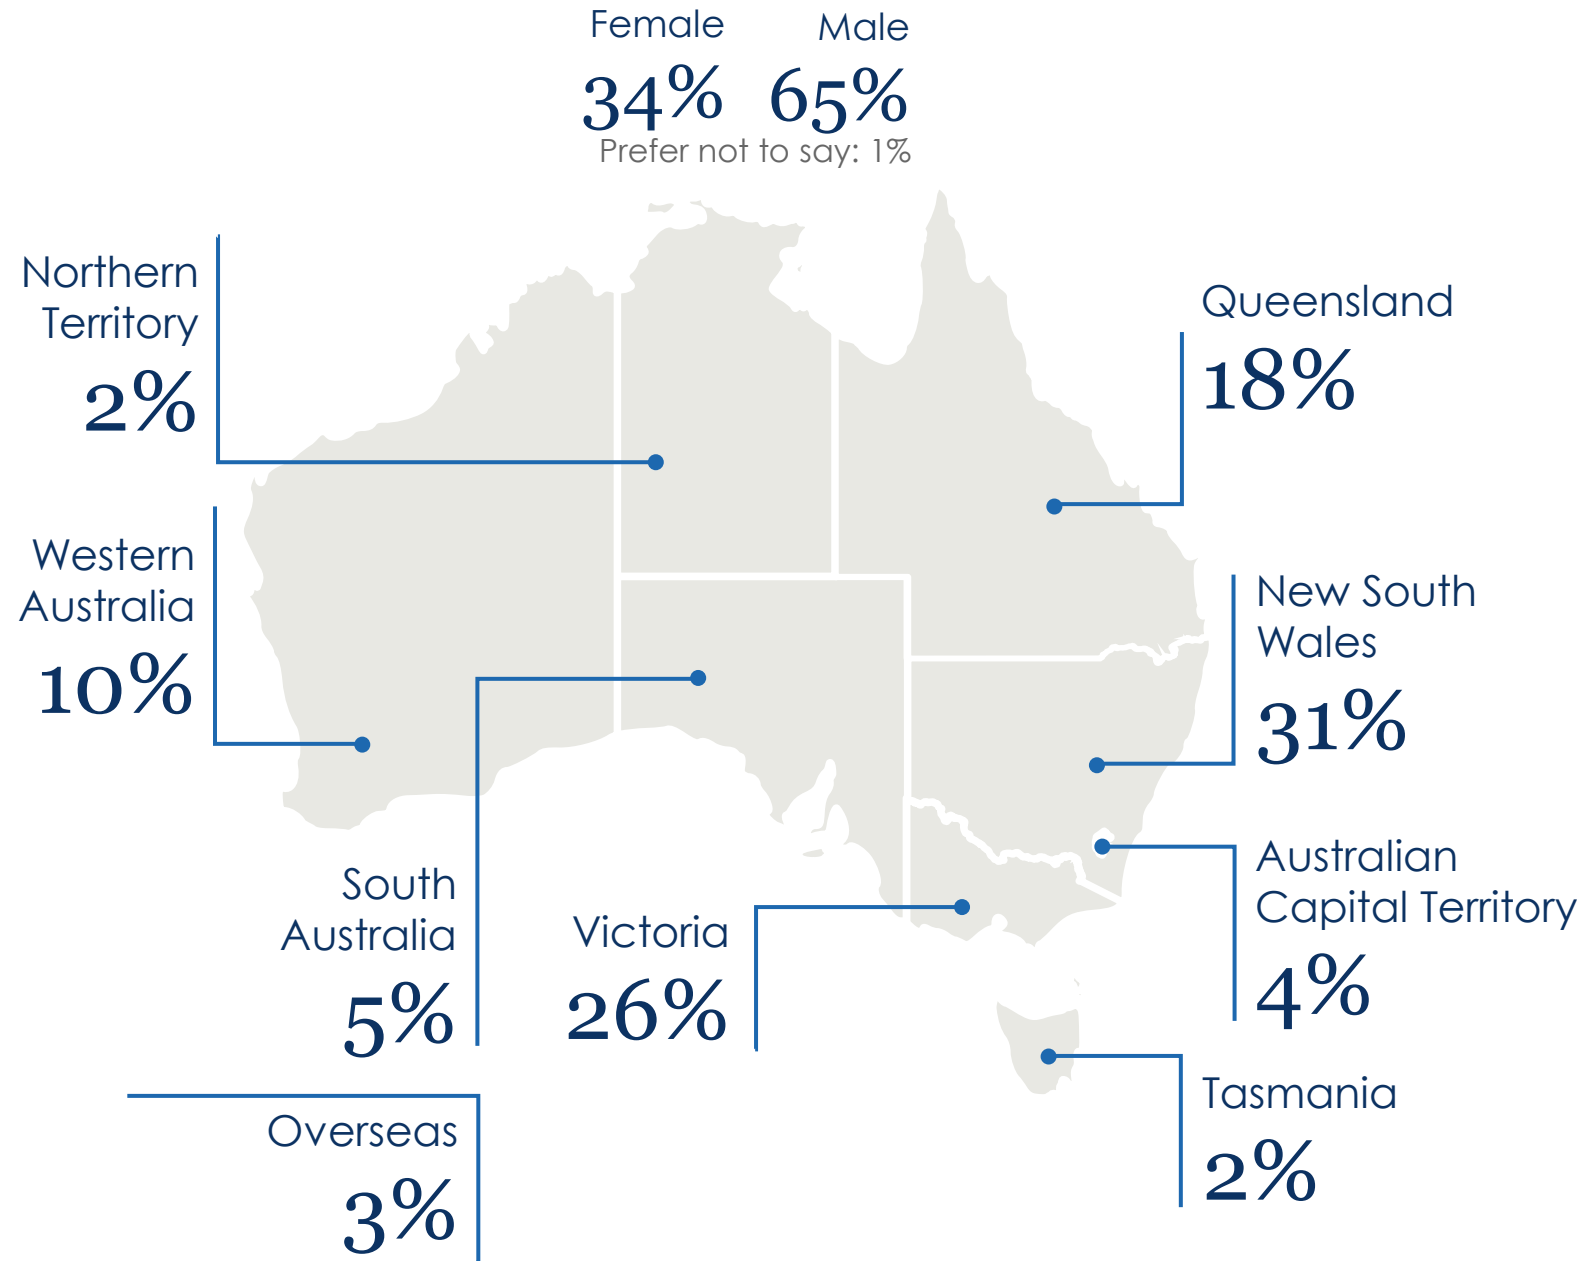 Female
34%
Male
65%
Prefer not to say: 1%
Northern
Territory
2%
Queensland
18%
Western
Australia
10%
New South
Wales
31%
South
Australia
5%
Victoria
26%
Australian
Capital Territory
4%
Overseas
3%
Tasmania
2%